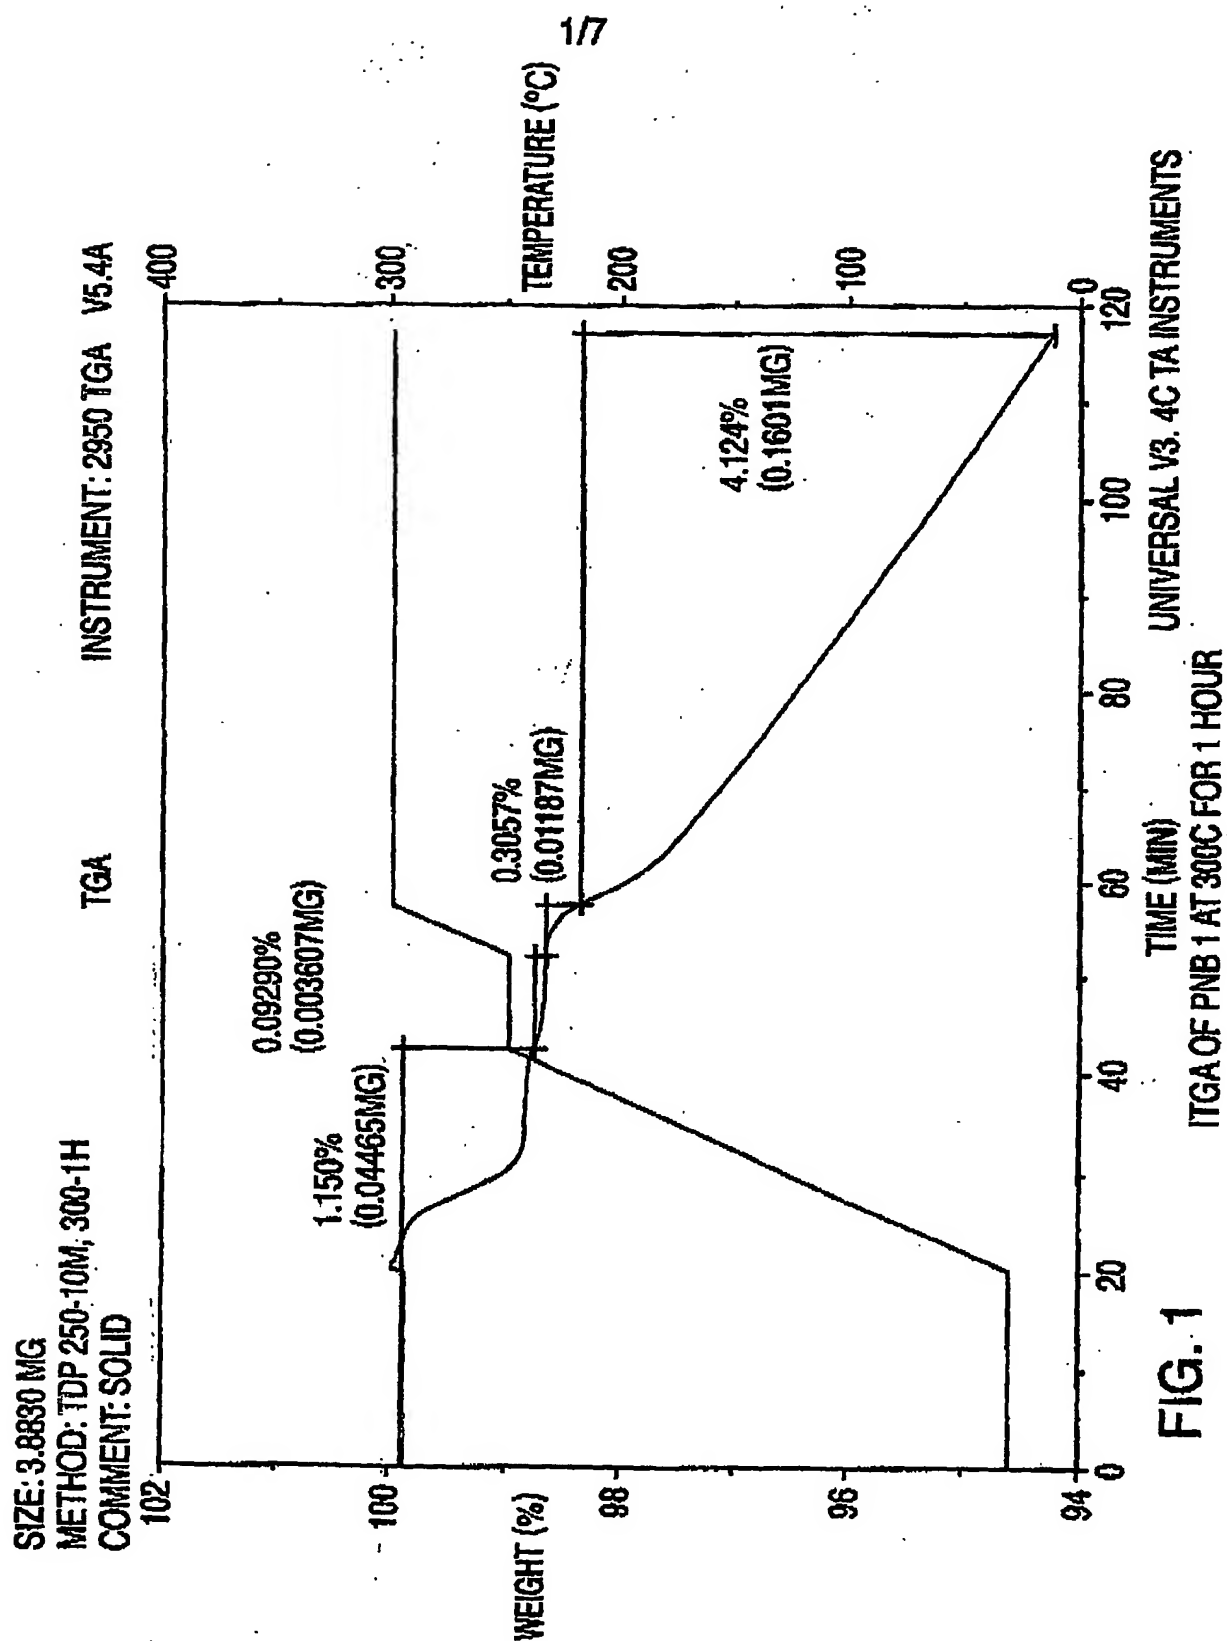 1/7
SIZE: 3.8830 MG
METHOD: TDP 250-10M, 300-1H
COMMENT: SOLID
TGA
INSTRUMENT: 2950 TGA V5.4A
102
100
98
96
94
WEIGHT (%)
400
300
200
100
0
TEMPERATURE (°C)
1.150%
(0.04465MG)
0.09290%
(0.003607MG)
0.3057%
(0.01187MG)
4.124%
(0.1601MG)
0
20
40
60
80
100
120
TIME (MIN)
UNIVERSAL V3. 4C TA INSTRUMENTS
ITGA OF PNB 1 AT 300C FOR 1 HOUR
FIG. 1